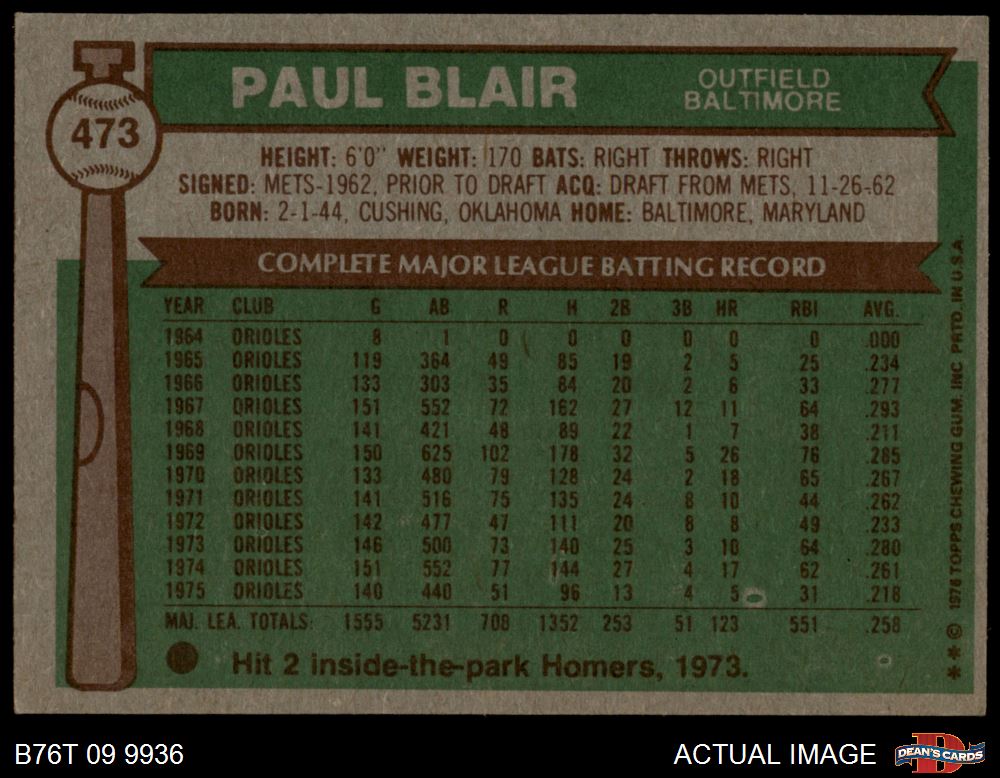 473
PAUL BLAIR
OUTFIELD
BALTIMORE
HEIGHT: 6'0" WEIGHT: 170 BATS: RIGHT THROWS: RIGHT
SIGNED: METS-1962, PRIOR TO DRAFT ACQ: DRAFT FROM METS, 11-26-62
BORN: 2-1-44, CUSHING, OKLAHOMA HOME: BALTIMORE, MARYLAND
COMPLETE MAJOR LEAGUE BATTING RECORD
YEAR CLUB G AB R H 2B 3B HR RBI AVG.
1964 ORIOLES 8 1 0 0 0 0 0 0 .000
1965 ORIOLES 119 364 49 85 19 2 5 25 .234
1966 ORIOLES 133 303 35 84 20 2 6 33 .277
1967 ORIOLES 151 552 72 162 27 12 11 64 .293
1968 ORIOLES 141 421 48 89 22 1 7 38 .211
1969 ORIOLES 150 625 102 178 32 5 26 76 .285
1970 ORIOLES 133 480 79 128 24 2 18 65 .267
1971 ORIOLES 141 516 75 135 24 8 10 44 .262
1972 ORIOLES 142 477 47 111 20 8 8 49 .233
1973 ORIOLES 146 500 73 140 25 3 10 64 .280
1974 ORIOLES 151 552 77 144 27 4 17 62 .261
1975 ORIOLES 140 440 51 96 13 4 5 31 .218
MAJ. LEA. TOTALS: 1555 5231 708 1352 253 51 123 551 .258
Hit 2 inside-the-park Homers, 1973.
***© 1976 TOPPS CHEWING GUM, INC. PRTD. IN U.S.A.
B76T 09 9936
ACTUAL IMAGE
DEAN'S CARDS